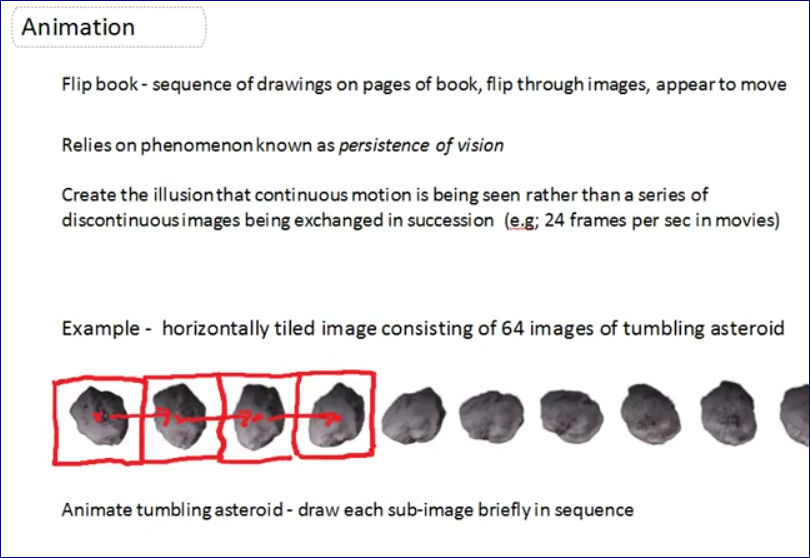 Animation
Flip book - sequence of drawings on pages of book, flip through images, appear to move
Relies on phenomenon known as persistence of vision
Create the illusion that continuous motion is being seen rather than a series of
discontinuous images being exchanged in succession (e.g; 24 frames per sec in movies)
Example - horizontally tiled image consisting of 64 images of tumbling asteroid
Animate tumbling asteroid - draw each sub-image briefly in sequence